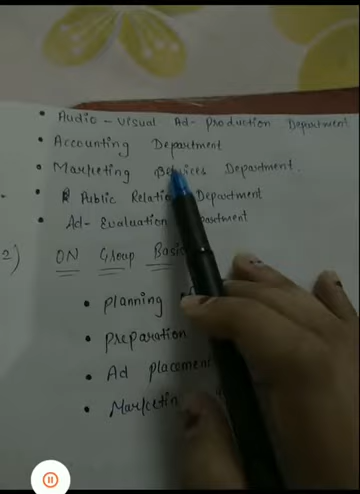 • Audio - visual Ad- Production Department
• Accounting Department
• Marketing Services Department.
• Public Relation Department
• Ad- Evaluation
2) ON Group Basis
• planning
• preparation
• Ad placement